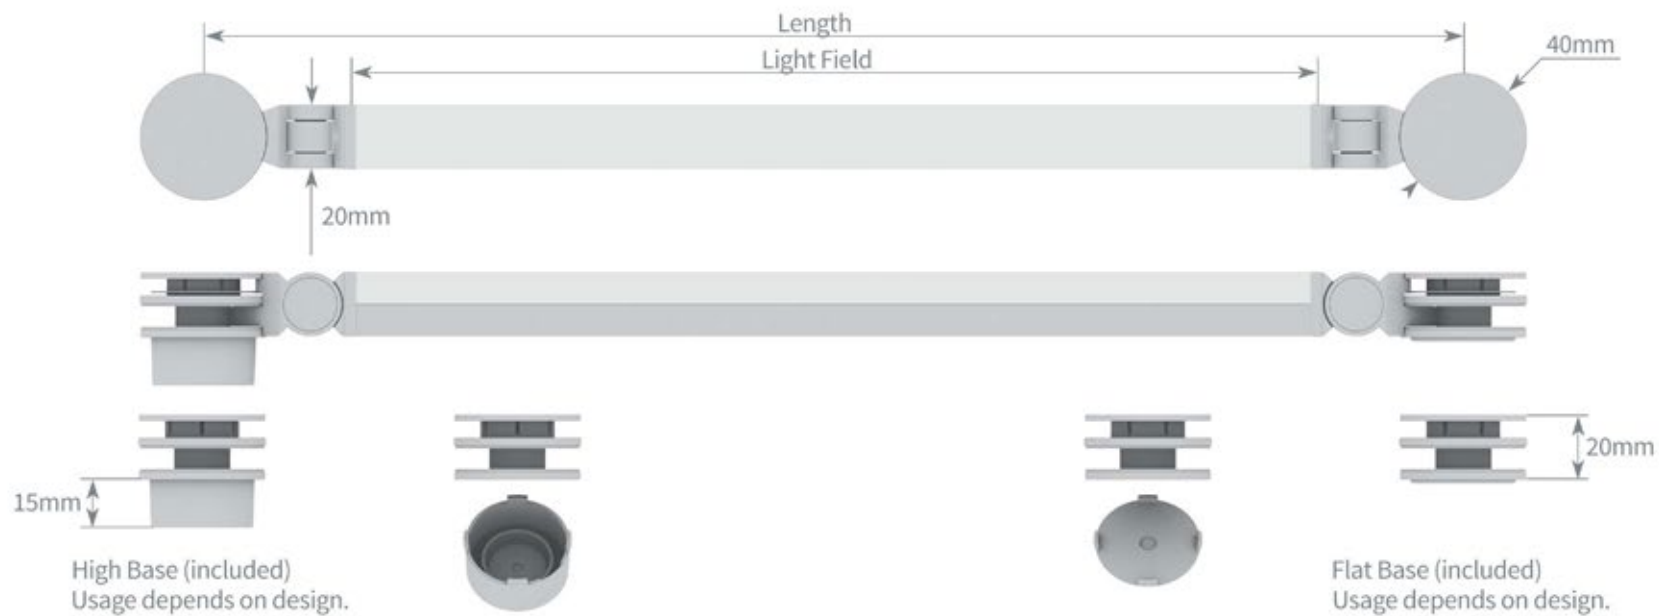 Length
Light Field
40mm
20mm
20mm
15mm
High Base (included)
Usage depends on design.
Flat Base (included)
Usage depends on design.